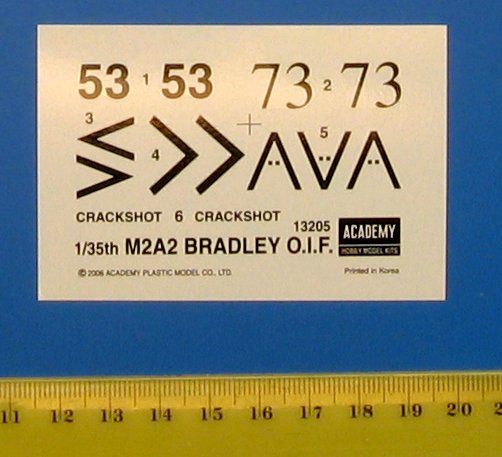 53 1 53
73 2 73
3
4
5
CRACKSHOT 6 CRACKSHOT
13205
1/35th M2A2 BRADLEY O.I.F.
ACADEMY
HOBBY MODEL KITS
© 2006 ACADEMY PLASTIC MODEL CO., LTD.
Printed in Korea
11 12 13 14 15 16 17 18 19 20